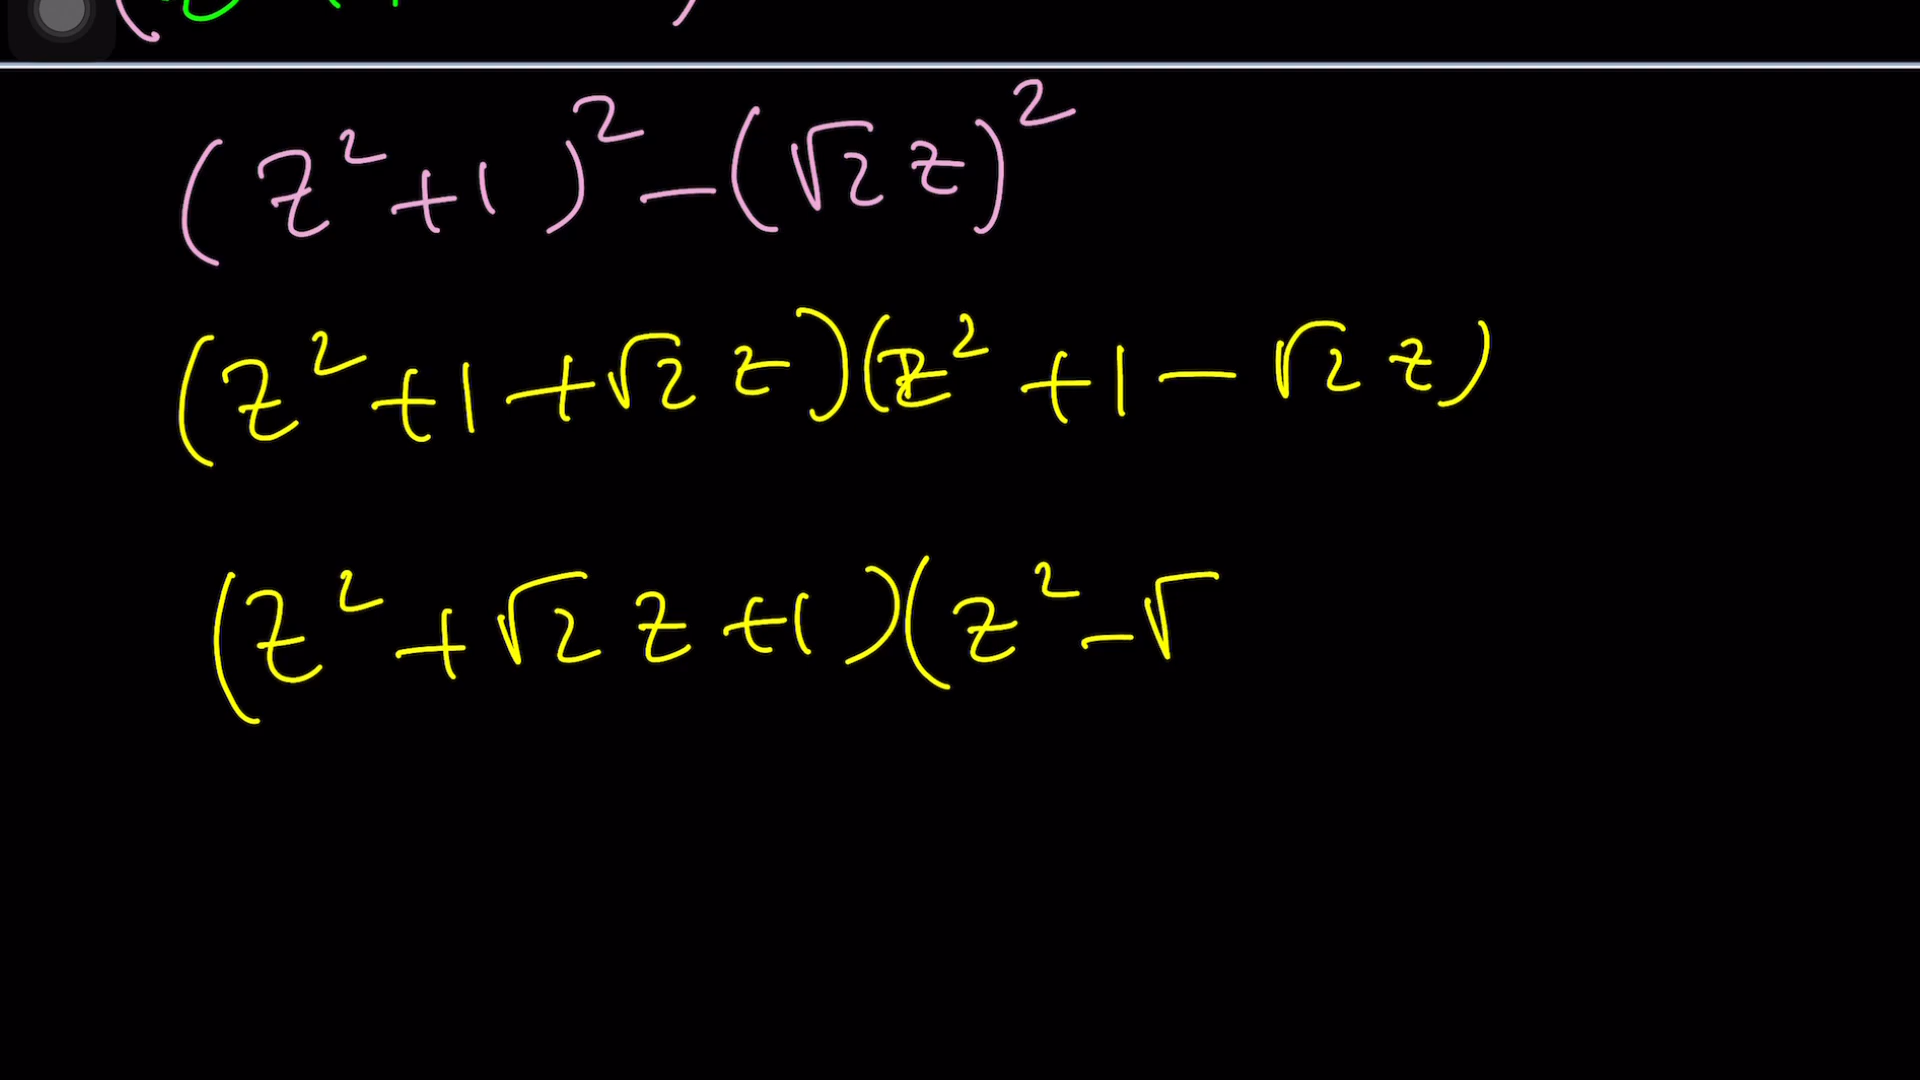 (z²+1)²-(√2 z)²
(z²+1+√2 z)(z²+1-√2 z)
(z²+√2 z+1)(z²-√